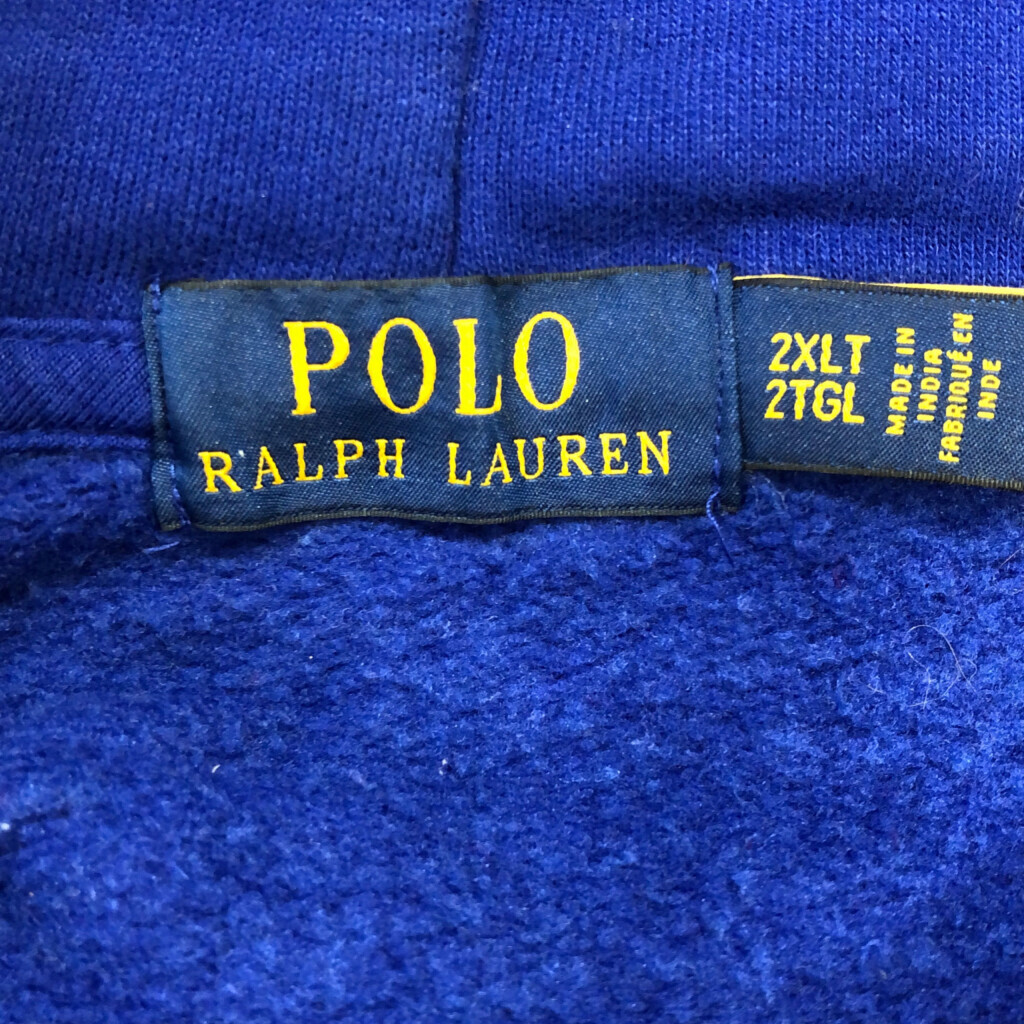 POLO
RALPH LAUREN
2XLT
2TGL
MADE IN
INDIA
FABRIQUÉ EN
INDE